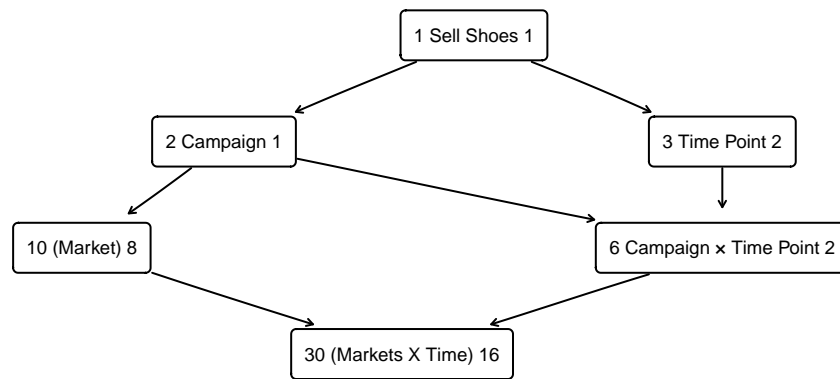 1 Sell Shoes 1
2 Campaign 1
3 Time Point 2
10 (Market) 8
6 Campaign × Time Point 2
30 (Markets X Time) 16